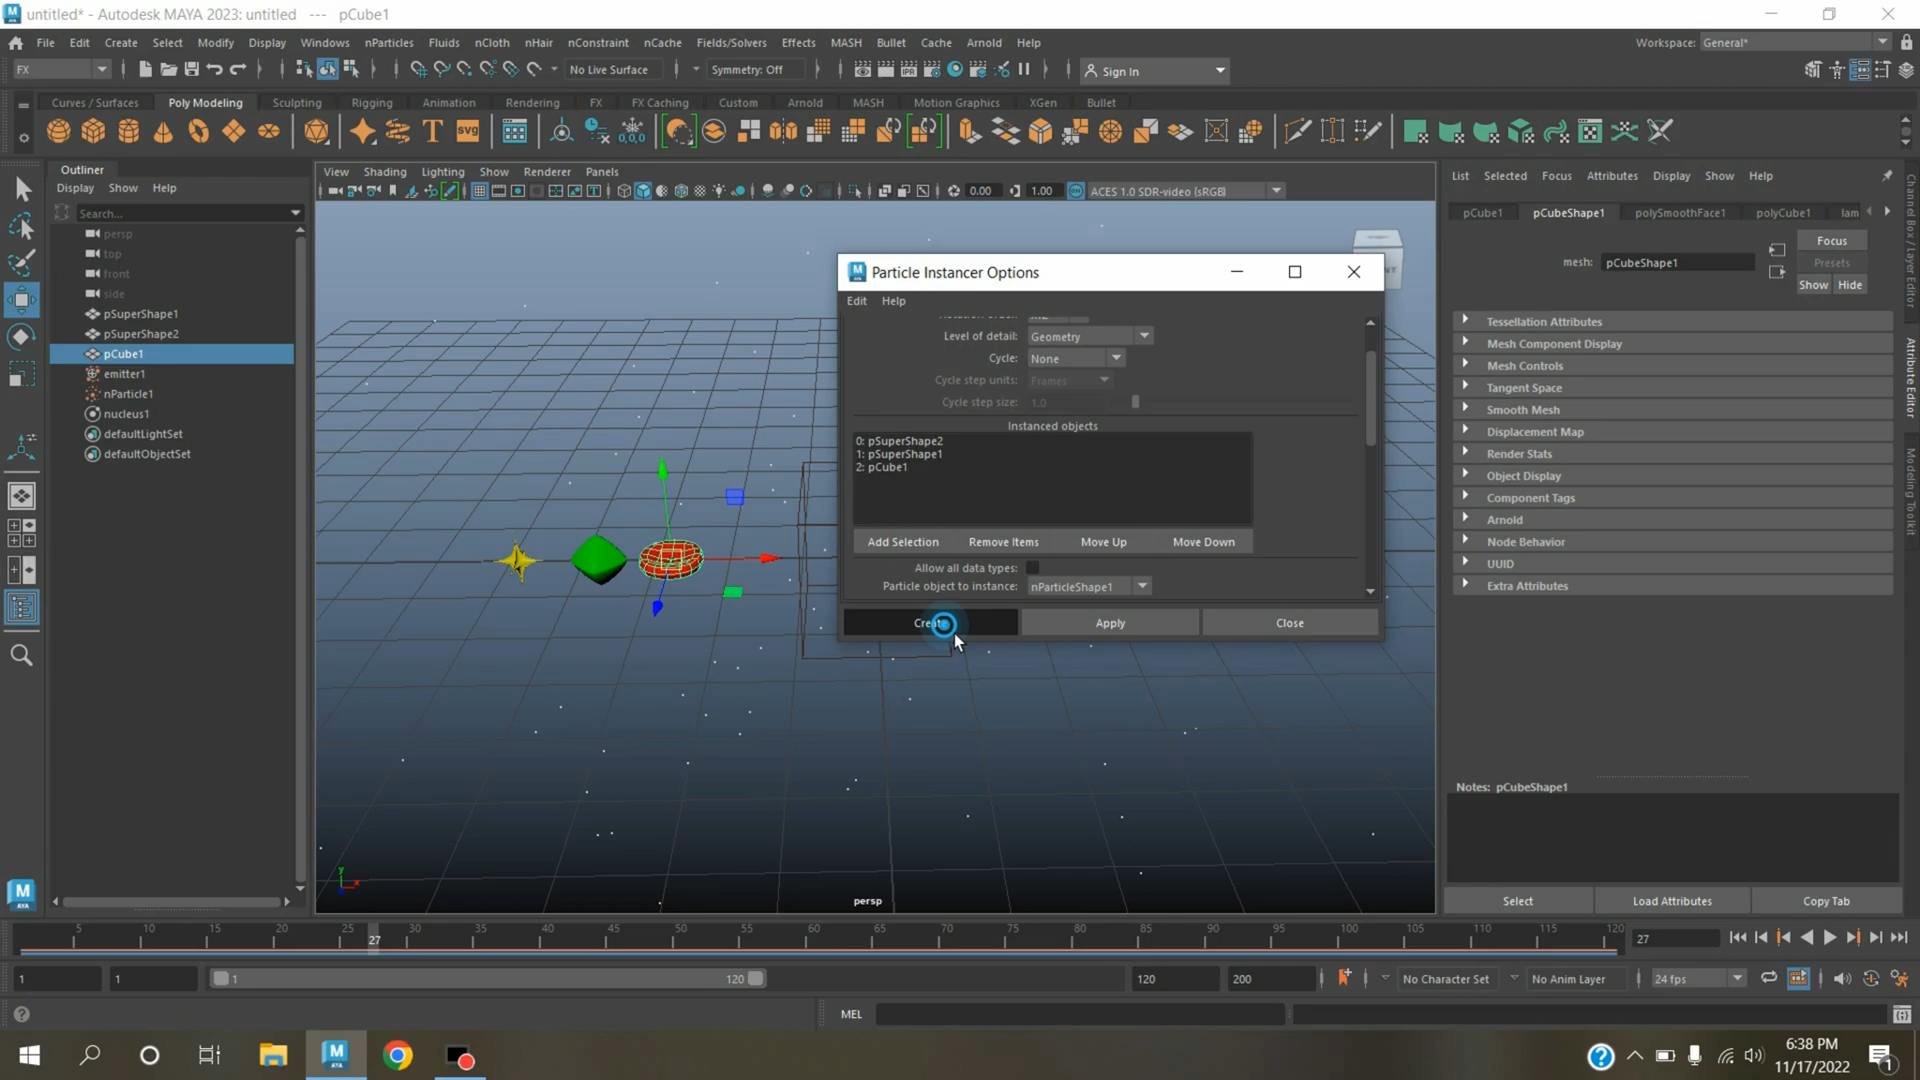 untitled* - Autodesk MAYA 2023: untitled --- pCube1
File Edit Create Select Modify Display Windows nParticles Fluids nCloth nHair nConstraint nCache Fields/Solvers Effects MASH Bullet Cache Arnold Help
Workspace: General*
FX
No Live Surface
Symmetry: Off
Sign In
Curves / Surfaces Poly Modeling Sculpting Rigging Animation Rendering FX FX Caching Custom Arnold MASH Motion Graphics XGen Bullet
Outliner
Display Show Help
Search...
persp
top
front
side
pSuperShape1
pSuperShape2
pCube1
emitter1
nParticle1
nucleus1
defaultLightSet
defaultObjectSet
View Shading Lighting Show Renderer Panels
0.00
1.00
ACES 1.0 SDR-video (sRGB)
persp
Particle Instancer Options
Edit Help
Level of detail: Geometry
Cycle: None
Cycle step units: Frames
Cycle step size: 1.0
Instanced objects
0: pSuperShape2
1: pSuperShape1
2: pCube1
Add Selection Remove Items Move Up Move Down
Allow all data types:
Particle object to instance: nParticleShape1
Create Apply Close
List Selected Focus Attributes Display Show Help
pCube1 pCubeShape1 polySmoothFace1 polyCube1 lam
mesh: pCubeShape1
Focus
Presets
Show Hide
Tessellation Attributes
Mesh Component Display
Mesh Controls
Tangent Space
Smooth Mesh
Displacement Map
Render Stats
Object Display
Component Tags
Arnold
Node Behavior
UUID
Extra Attributes
Notes: pCubeShape1
Select Load Attributes Copy Tab
Channel Box / Layer Editor
Attribute Editor
Modeling Toolkit
5 10 15 20 25 27 30 35 40 45 50 55 60 65 70 75 80 85 90 95 100 105 110 115 120
27
1 1 1 120 120 200 No Character Set No Anim Layer 24 fps
MEL
6:38 PM
11/17/2022
1